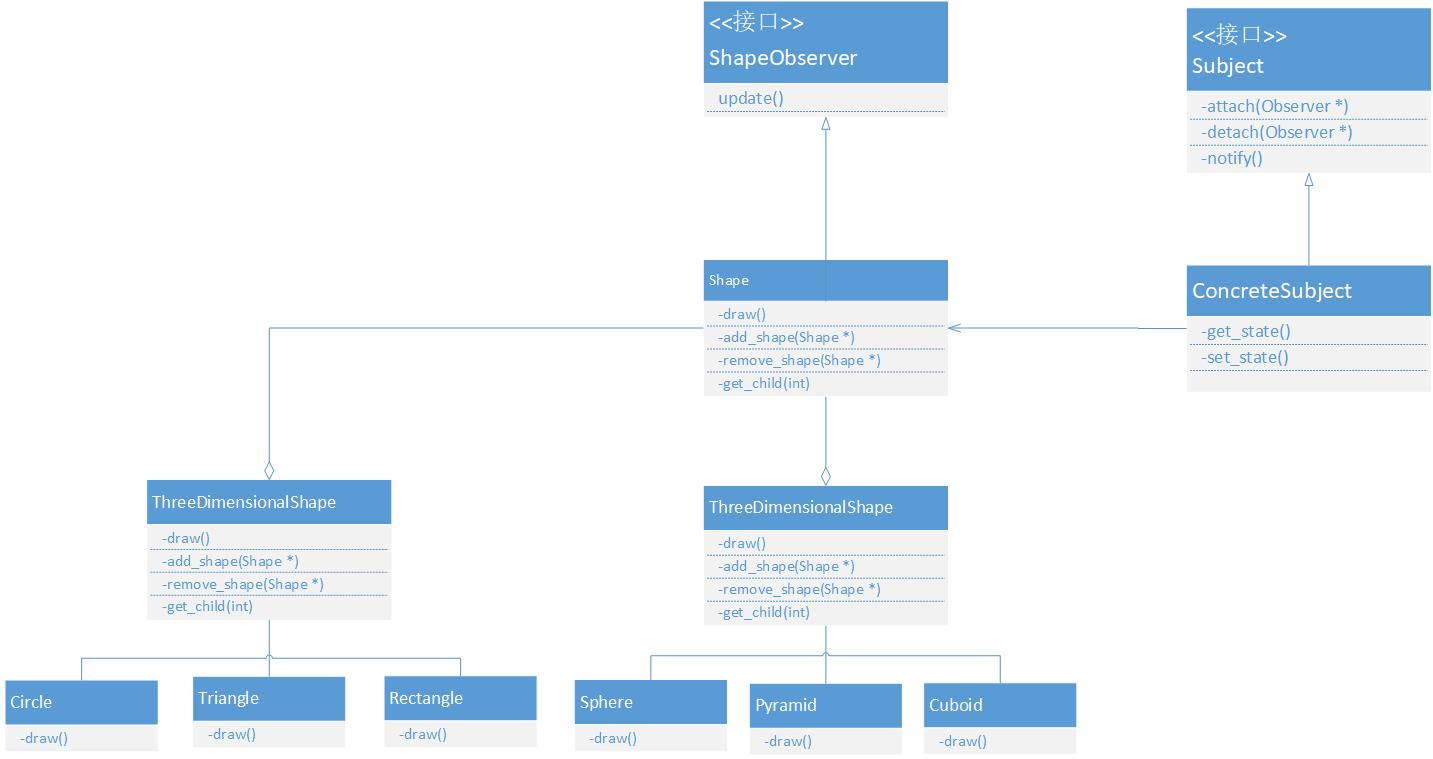 <<接口>>
ShapeObserver
update()
<<接口>>
Subject
-attach(Observer *)
-detach(Observer *)
-notify()
Shape
-draw()
-add_shape(Shape *)
-remove_shape(Shape *)
-get_child(int)
ConcreteSubject
-get_state()
-set_state()
ThreeDimensionalShape
-draw()
-add_shape(Shape *)
-remove_shape(Shape *)
-get_child(int)
ThreeDimensionalShape
-draw()
-add_shape(Shape *)
-remove_shape(Shape *)
-get_child(int)
Circle
-draw()
Triangle
-draw()
Rectangle
-draw()
Sphere
-draw()
Pyramid
-draw()
Cuboid
-draw()